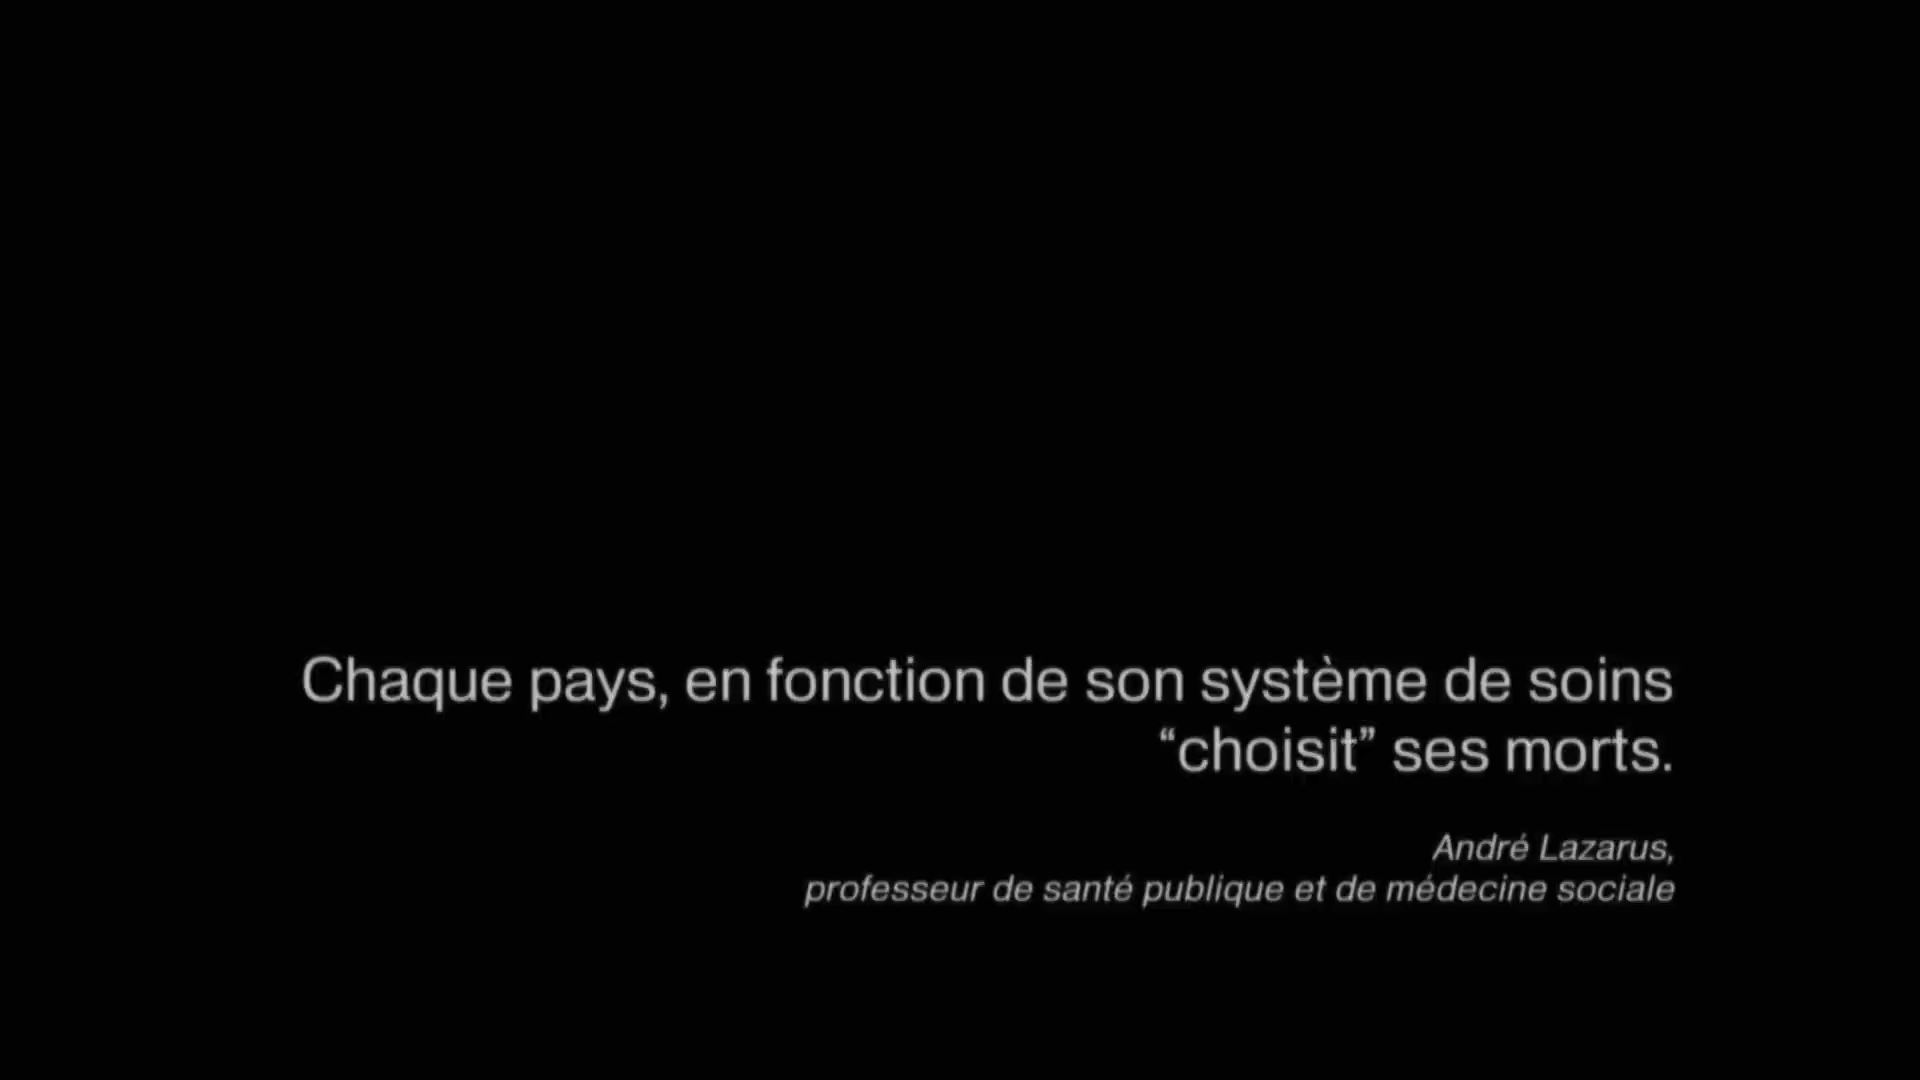 Chaque pays, en fonction de son système de soins
“choisit” ses morts.
André Lazarus,
professeur de santé publique et de médecine sociale